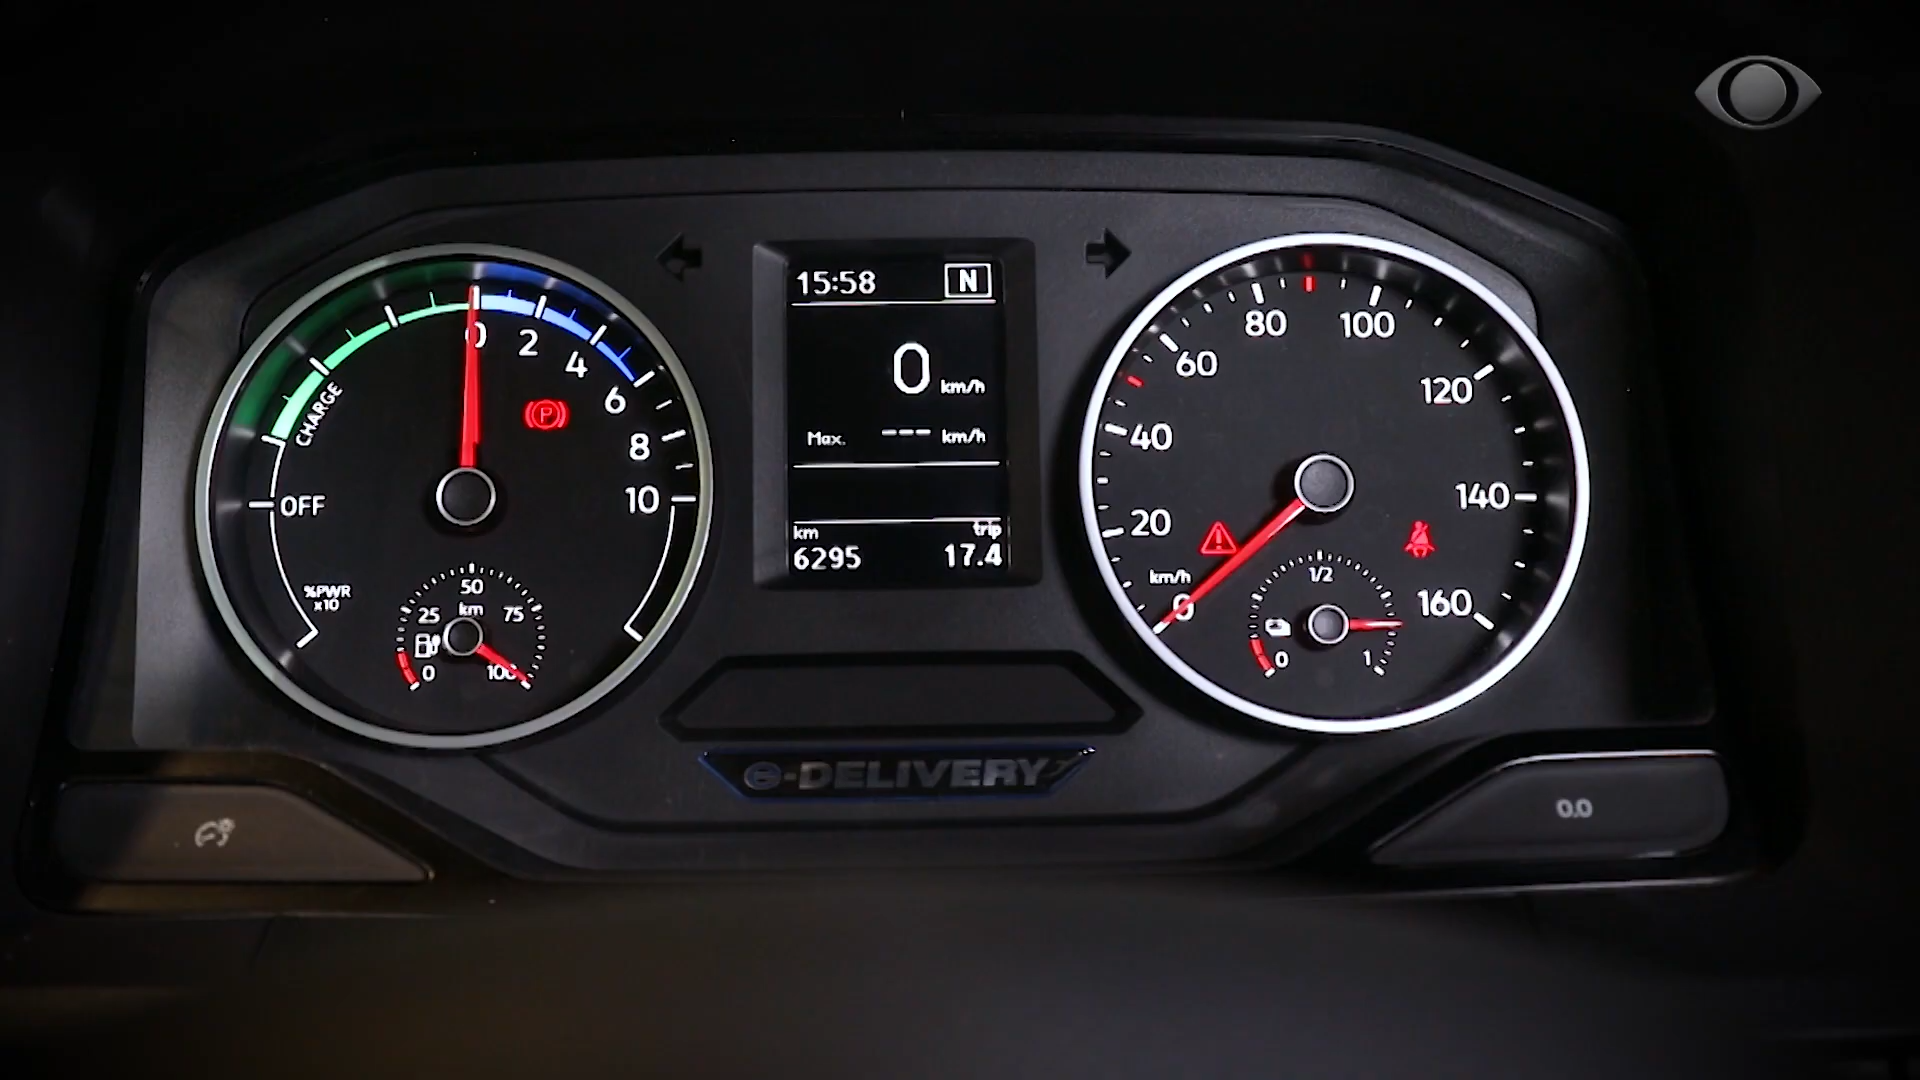 0
2
4
6
8
10
CHARGE
OFF
%PWR
x10
P
50
km
25
75
0
100
15:58
N
0 km/h
Max. --- km/h
km
trip
6295
17.4
80
100
60
120
40
140
20
km/h
0
160
1/2
0
1
e-DELIVERY
0.0